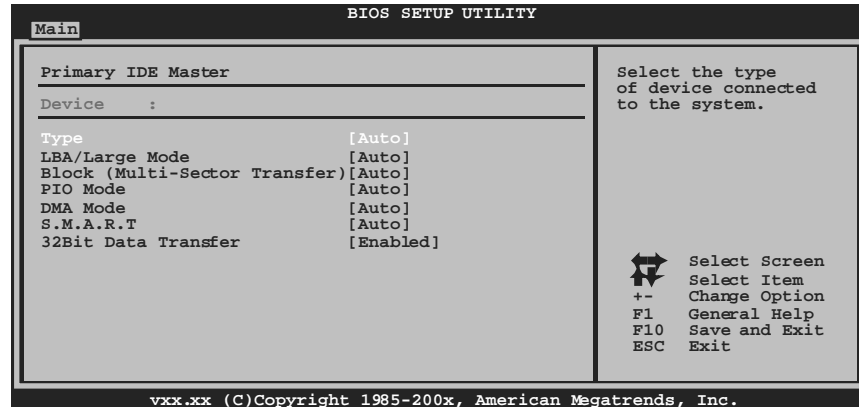 BIOS SETUP UTILITY
Main
Primary IDE Master
Device :
Type [Auto]
LBA/Large Mode [Auto]
Block (Multi-Sector Transfer)[Auto]
PIO Mode [Auto]
DMA Mode [Auto]
S.M.A.R.T [Auto]
32Bit Data Transfer [Enabled]
Select the type
of device connected
to the system.
Select Screen
Select Item
+- Change Option
F1 General Help
F10 Save and Exit
ESC Exit
vxx.xx (C)Copyright 1985-200x, American Megatrends, Inc.